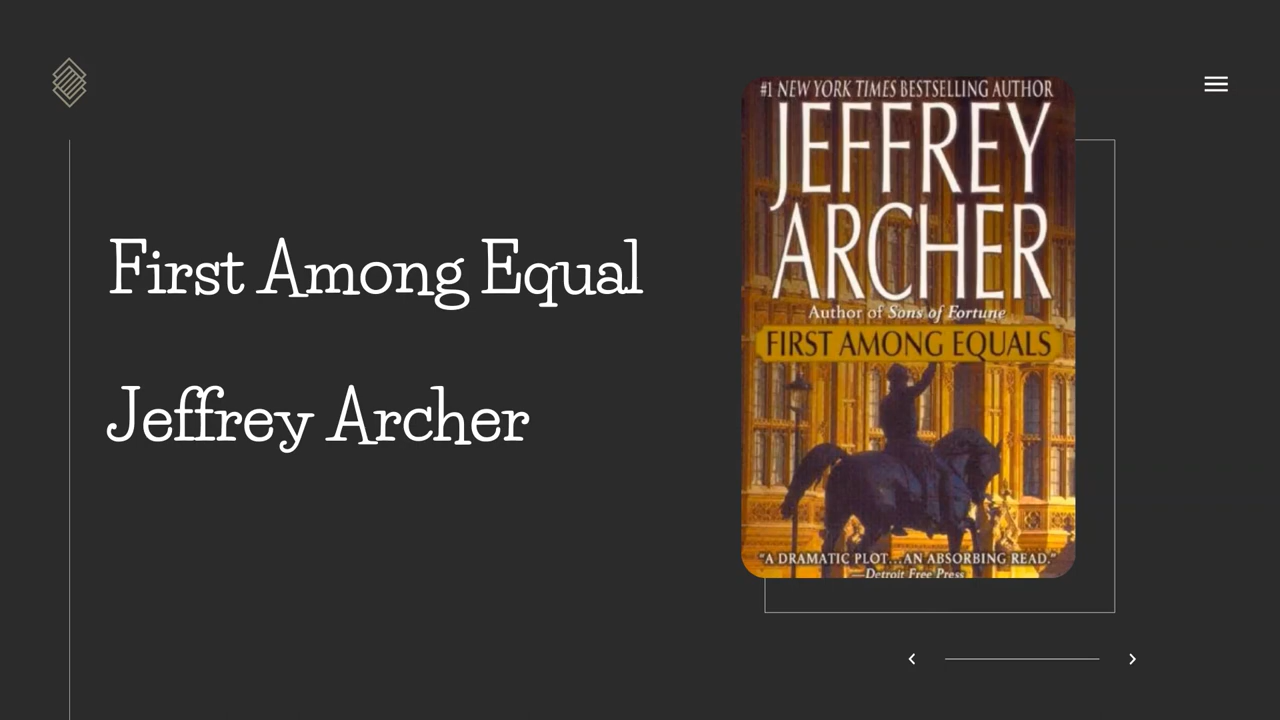 First Among Equal
Jeffrey Archer
#1 NEW YORK TIMES BESTSELLING AUTHOR
JEFFREY
ARCHER
Author of Sons of Fortune
FIRST AMONG EQUALS
“A DRAMATIC PLOT...AN ABSORBING READ.”
—Detroit Free Press